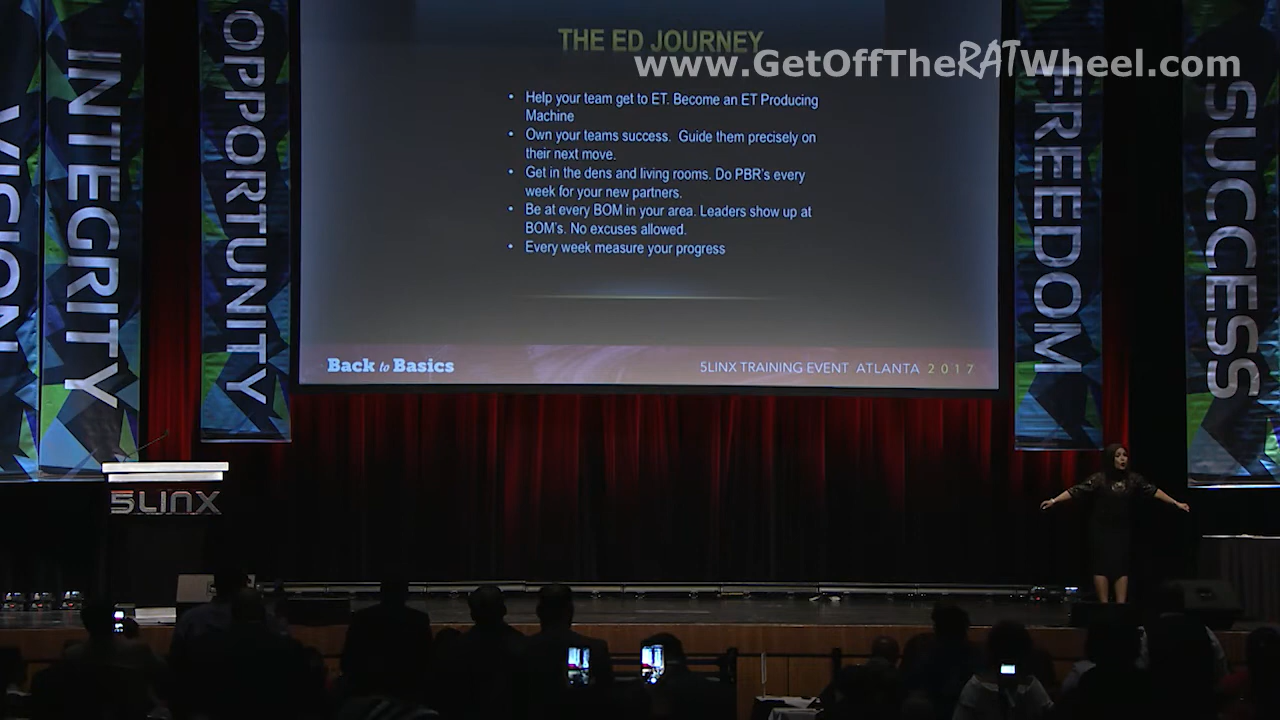 THE ED JOURNEY
www.GetOffTheRATWheel.com
• Help your team get to ET. Become an ET Producing
Machine
• Own your teams success. Guide them precisely on
their next move.
• Get in the dens and living rooms. Do PBR's every
week for your new partners.
• Be at every BOM in your area. Leaders show up at
BOM's. No excuses allowed.
• Every week measure your progress
Back to Basics
5LINX TRAINING EVENT ATLANTA 2017
VISION
INTEGRITY
OPPORTUNITY
FREEDOM
SUCCESS
5LINX